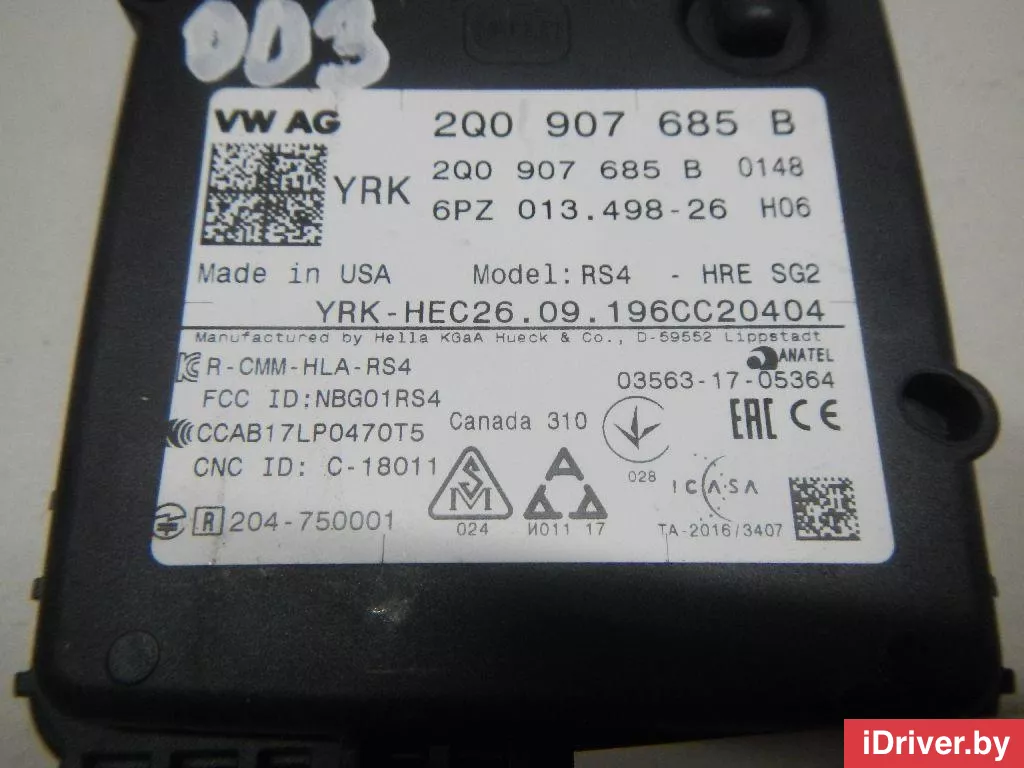 003
VW AG 2Q0 907 685 B
2Q0 907 685 B 0148
YRK
6PZ 013.498-26 H06
Made in USA Model: RS4 - HRE SG2
YRK-HEC26.09.196CC20404
Manufactured by Hella KGaA Hueck & Co., D-59552 Lippstadt
R-CMM-HLA-RS4
ANATEL
03563-17-05364
FCC ID:NBG01RS4
Canada 310
EAC CE
CCAB17LP0470T5
CNC ID: C-18011
028
ICASA
SM
024
И011 17
TA-2016/3407
R 204-750001
iDriver.by